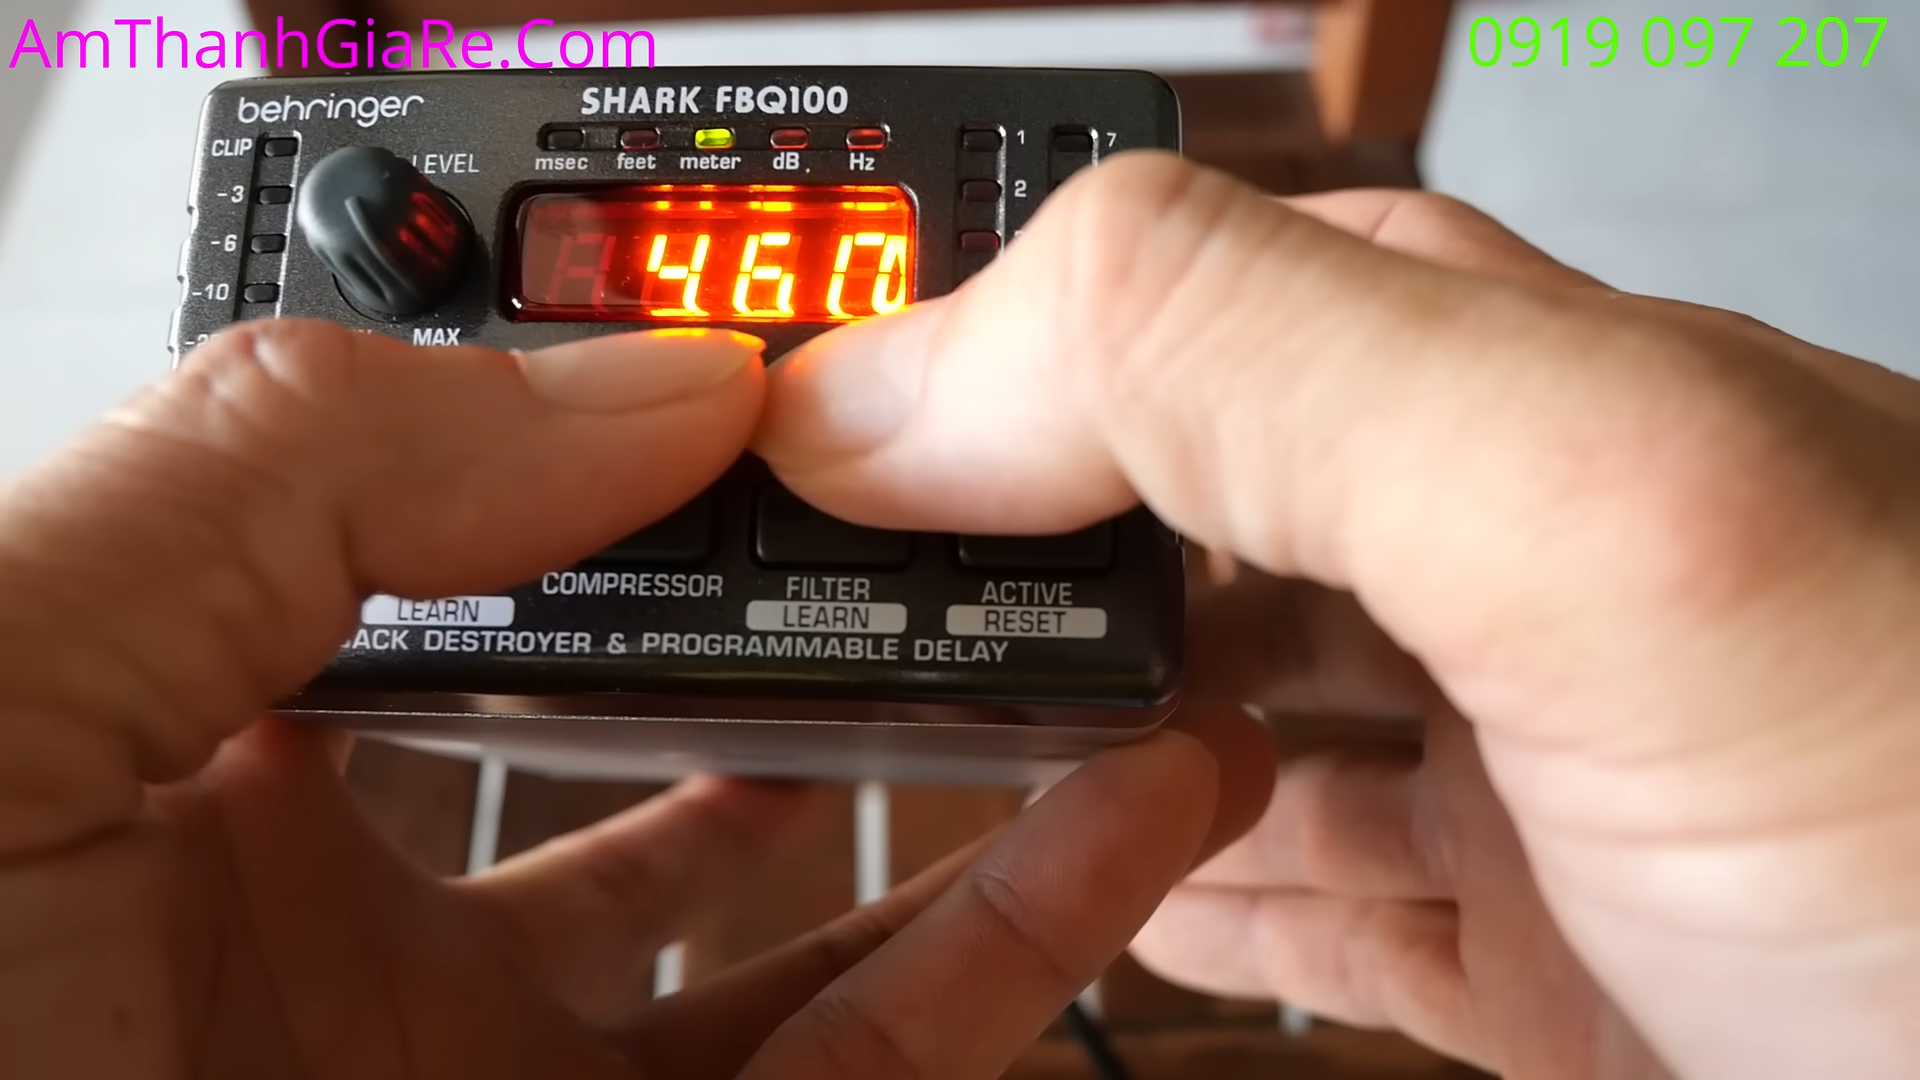 AmThanhGiaRe.Com
0919 097 207
behringer
SHARK FBQ100
CLIP
LEVEL
msec feet meter dB Hz
1
7
-3
2
-6
460
-10
MAX
COMPRESSOR
FILTER
ACTIVE
LEARN
LEARN
RESET
DESTROYER & PROGRAMMABLE DELAY